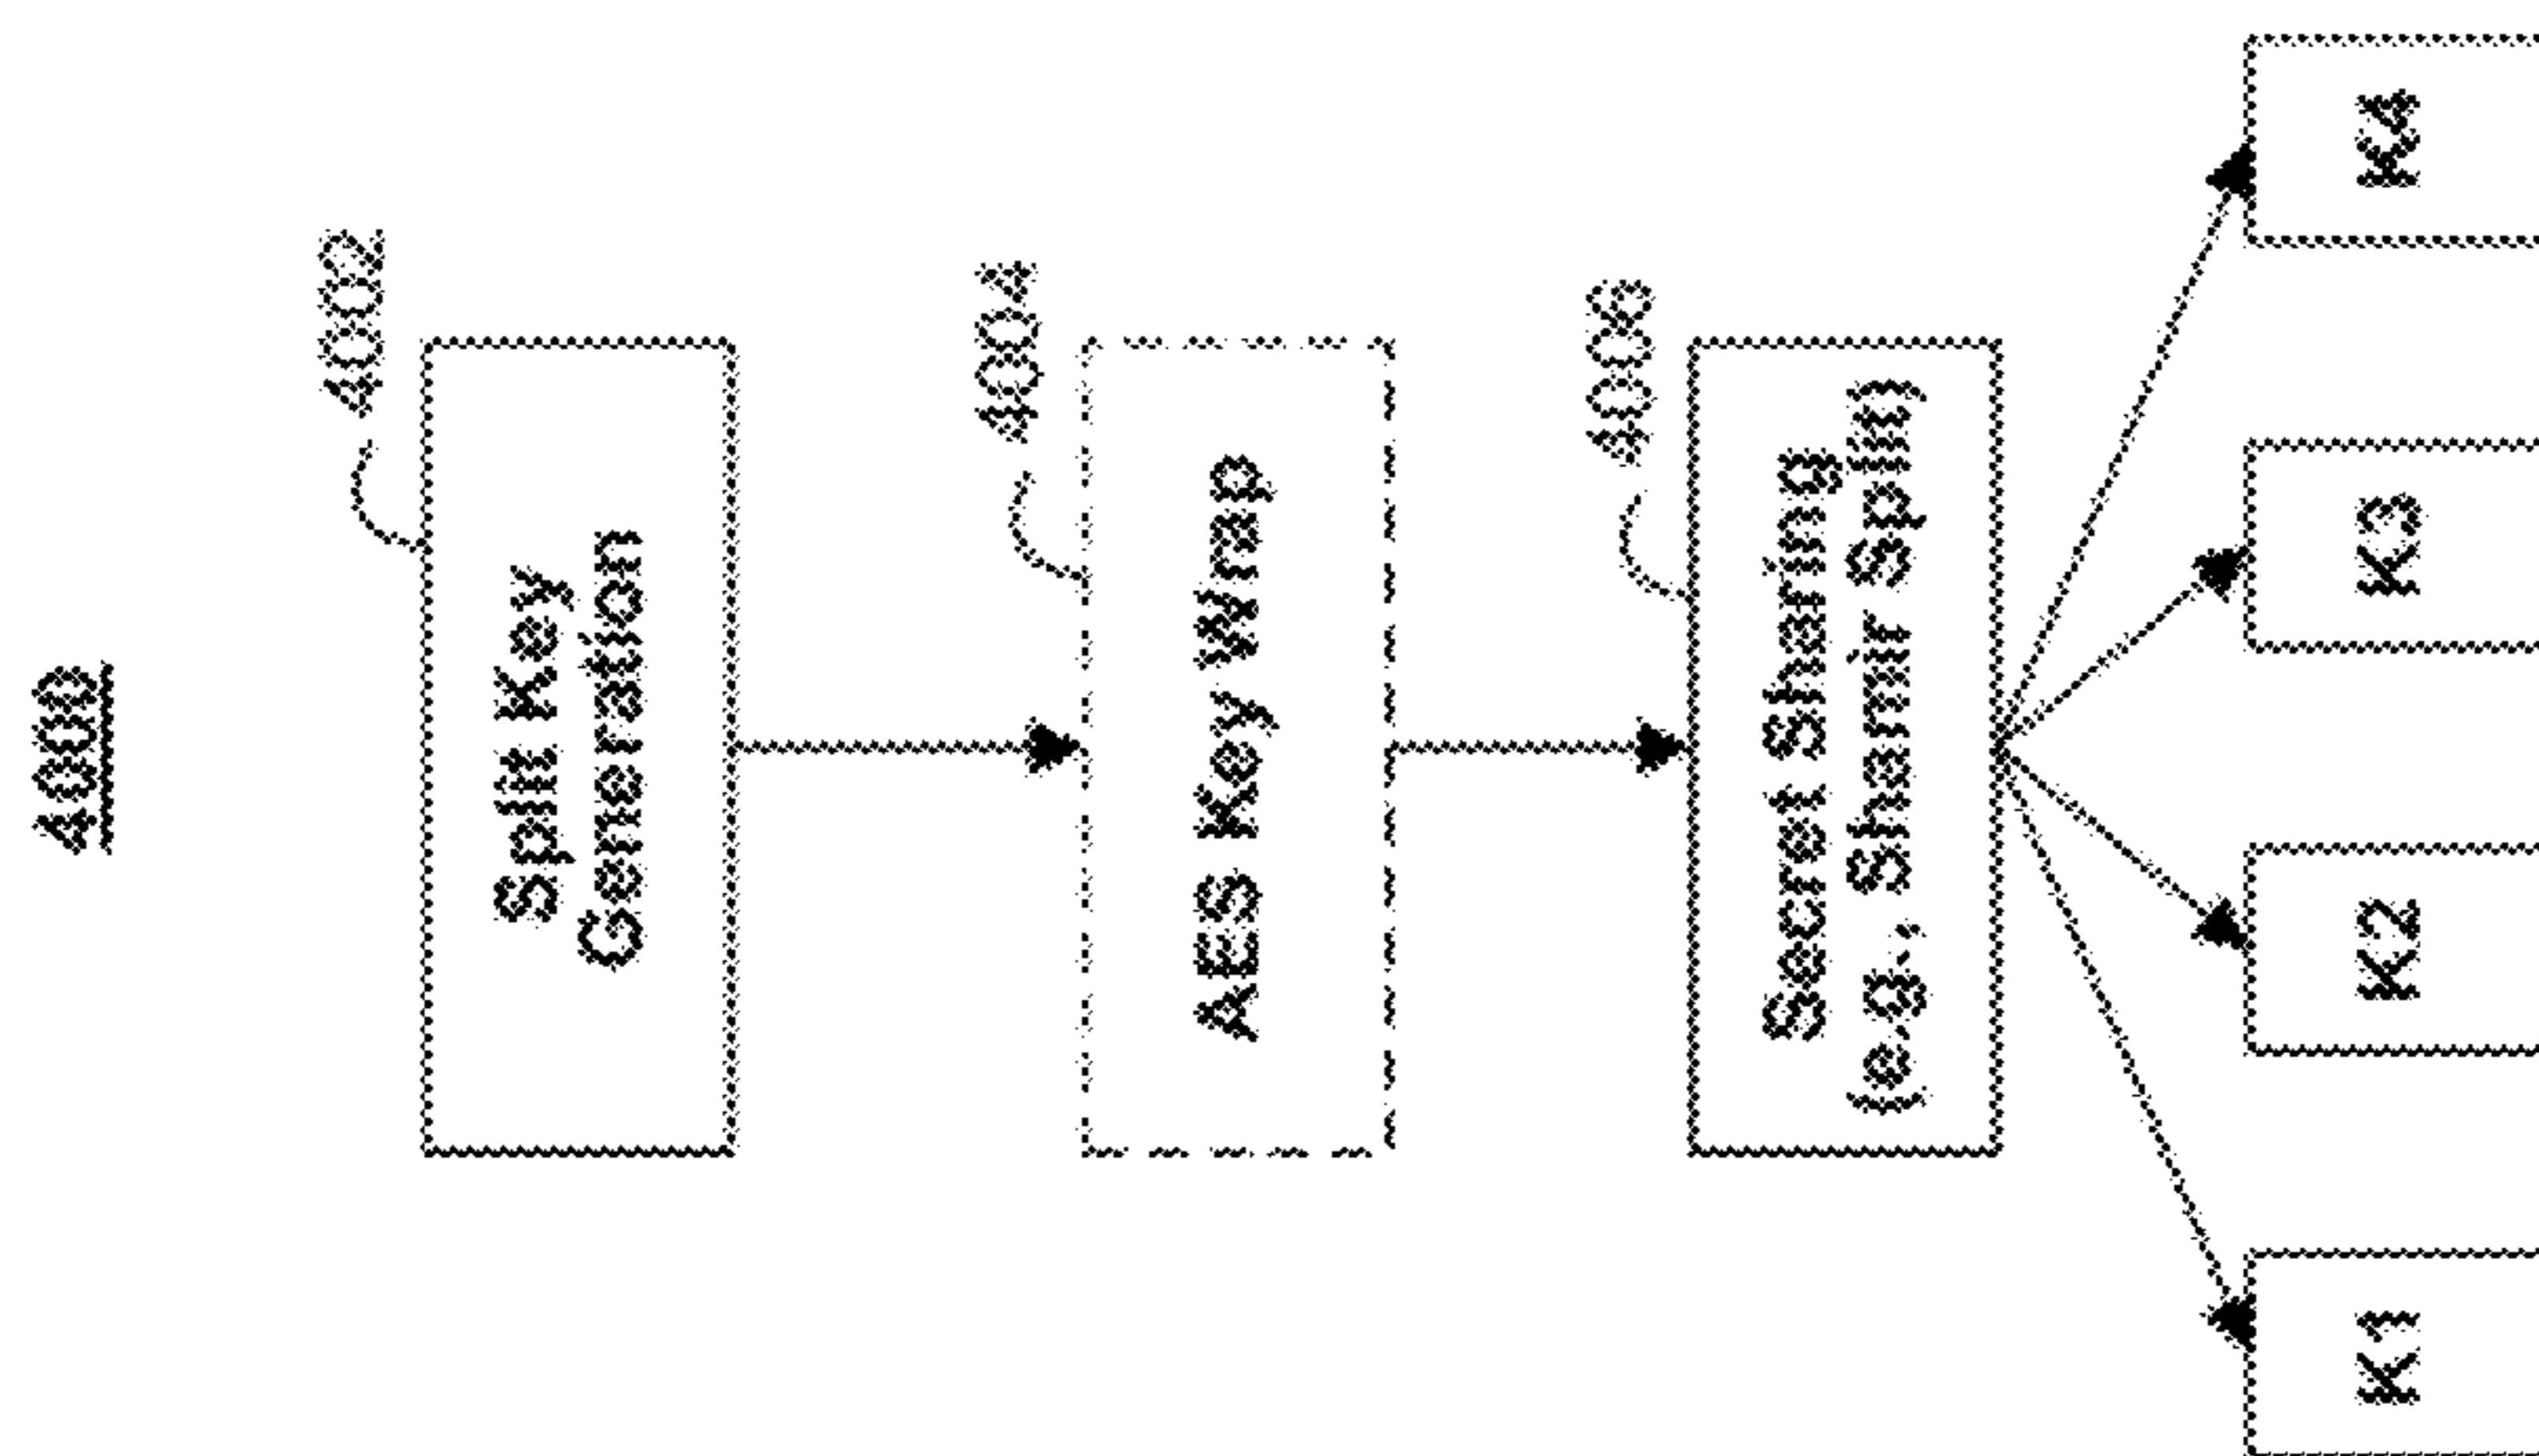 4000
4002
Split Key
Generation
4004
AES Key Wrap
4006
Secret Sharing
(e.g., Shamir Split)
K1
K2
K3
K4